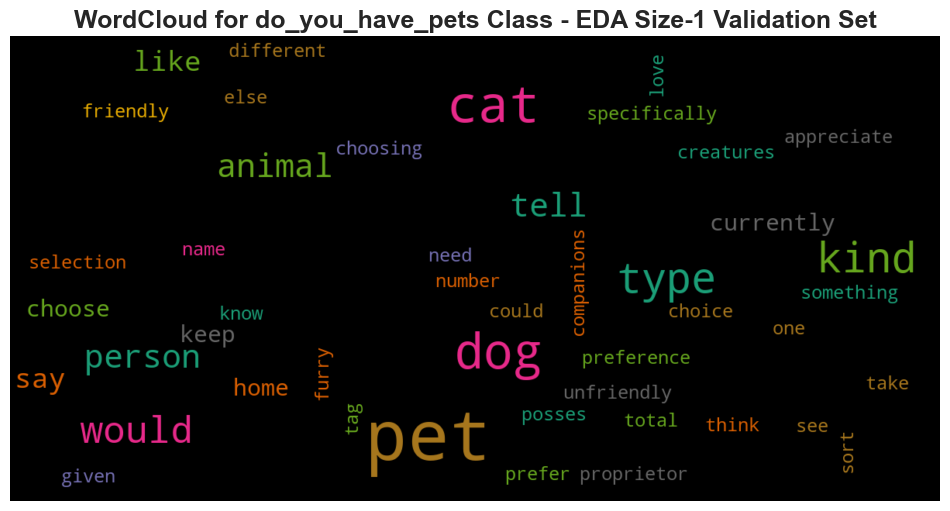 WordCloud for do_you_have_pets Class - EDA Size-1 Validation Set
different
like
love
else
cat
friendly
specifically
appreciate
choosing
creatures
animal
tell
currently
name
need
companions
kind
selection
type
number
something
choose
know
could
choice
keep
one
person
dog
preference
furry
say
home
unfriendly
take
tag
posses
total
think
see
would
pet
sort
given
prefer
proprietor